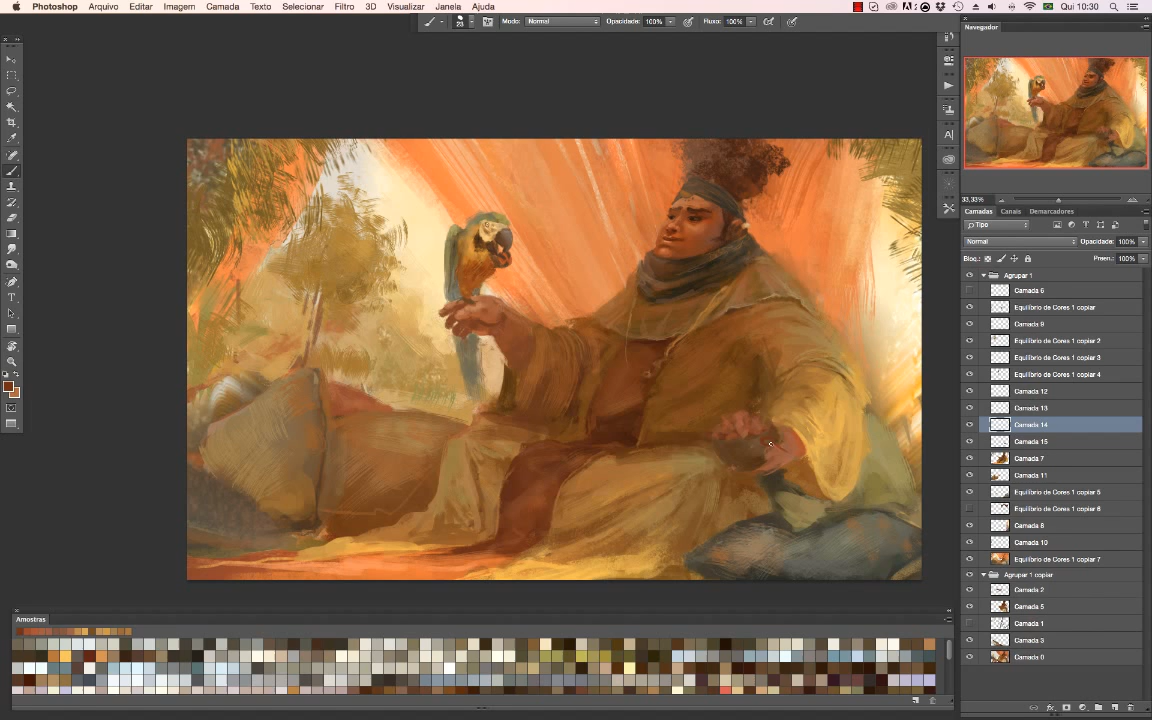 Photoshop Arquivo Editar Imagem Camada Texto Selecionar Filtro 3D Visualizar Janela Ajuda
Qui 10:30
23 Modo: Normal Opacidade: 100% Fluxo: 100%
Navegador
33,33%
Camadas Canais Demarcadores
Tipo
Normal Opacidade: 100%
Bloq.: Preen.: 100%
Agrupar 1
Camada 6
Equilíbrio de Cores 1 copiar
Camada 9
Equilíbrio de Cores 1 copiar 2
Equilíbrio de Cores 1 copiar 3
Equilíbrio de Cores 1 copiar 4
Camada 12
Camada 13
Camada 14
Camada 15
Camada 7
Camada 11
Equilíbrio de Cores 1 copiar 5
Equilíbrio de Cores 1 copiar 6
Camada 8
Camada 10
Equilíbrio de Cores 1 copiar 7
Agrupar 1 copiar
Camada 2
Camada 5
Camada 1
Camada 3
Camada 0
Amostras